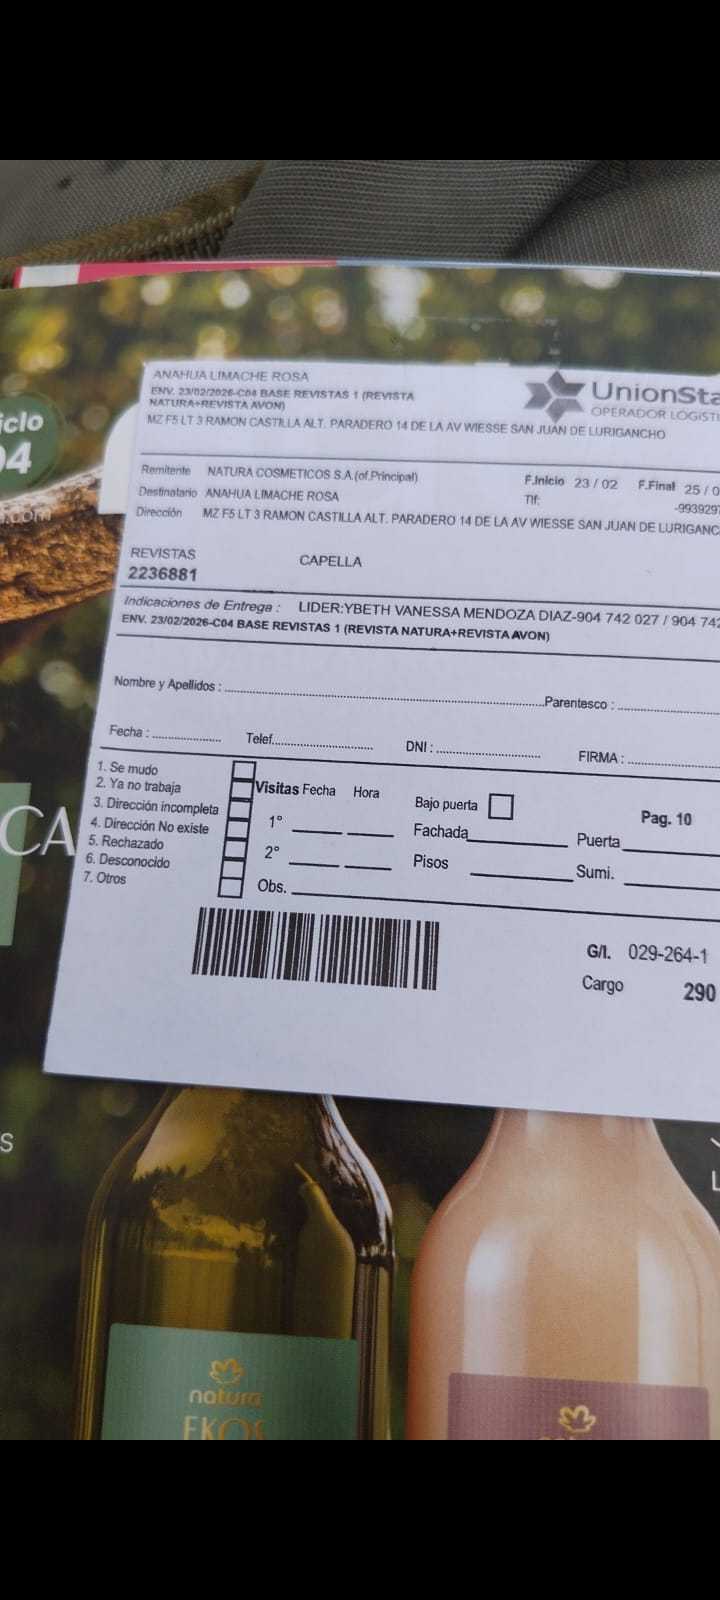 iclo
04
a.com
ANAHUA LIMACHE ROSA
ENV. 23/02/2026-C04 BASE REVISTAS 1 (REVISTA
NATURA+REVISTA AVON)
MZ F5 LT 3 RAMON CASTILLA ALT. PARADERO 14 DE LA AV WIESSE SAN JUAN DE LURIGANCHO
UnionSta
OPERADOR LOGÍSTI
Remitente NATURA COSMETICOS S.A.(of.Principal) F.Inicio 23 / 02 F.Final 25 / 0
Destinatario ANAHUA LIMACHE ROSA Tlf: -9939297
Dirección MZ F5 LT 3 RAMON CASTILLA ALT. PARADERO 14 DE LA AV WIESSE SAN JUAN DE LURIGANC
REVISTAS CAPELLA
2236881
Indicaciones de Entrega : LIDER:YBETH VANESSA MENDOZA DIAZ-904 742 027 / 904 742
ENV. 23/02/2026-C04 BASE REVISTAS 1 (REVISTA NATURA+REVISTA AVON)
Nombre y Apellidos : Parentesco :
Fecha : Telef. DNI : FIRMA :
1. Se mudo
2. Ya no trabaja
3. Dirección incompleta
4. Dirección No existe
5. Rechazado
6. Desconocido
7. Otros
Visitas Fecha Hora
1°
2°
Obs.
Bajo puerta Pag. 10
Fachada Puerta
Pisos Sumi.
G/I. 029-264-1
Cargo 290
CA
S
L
natura
EKOS